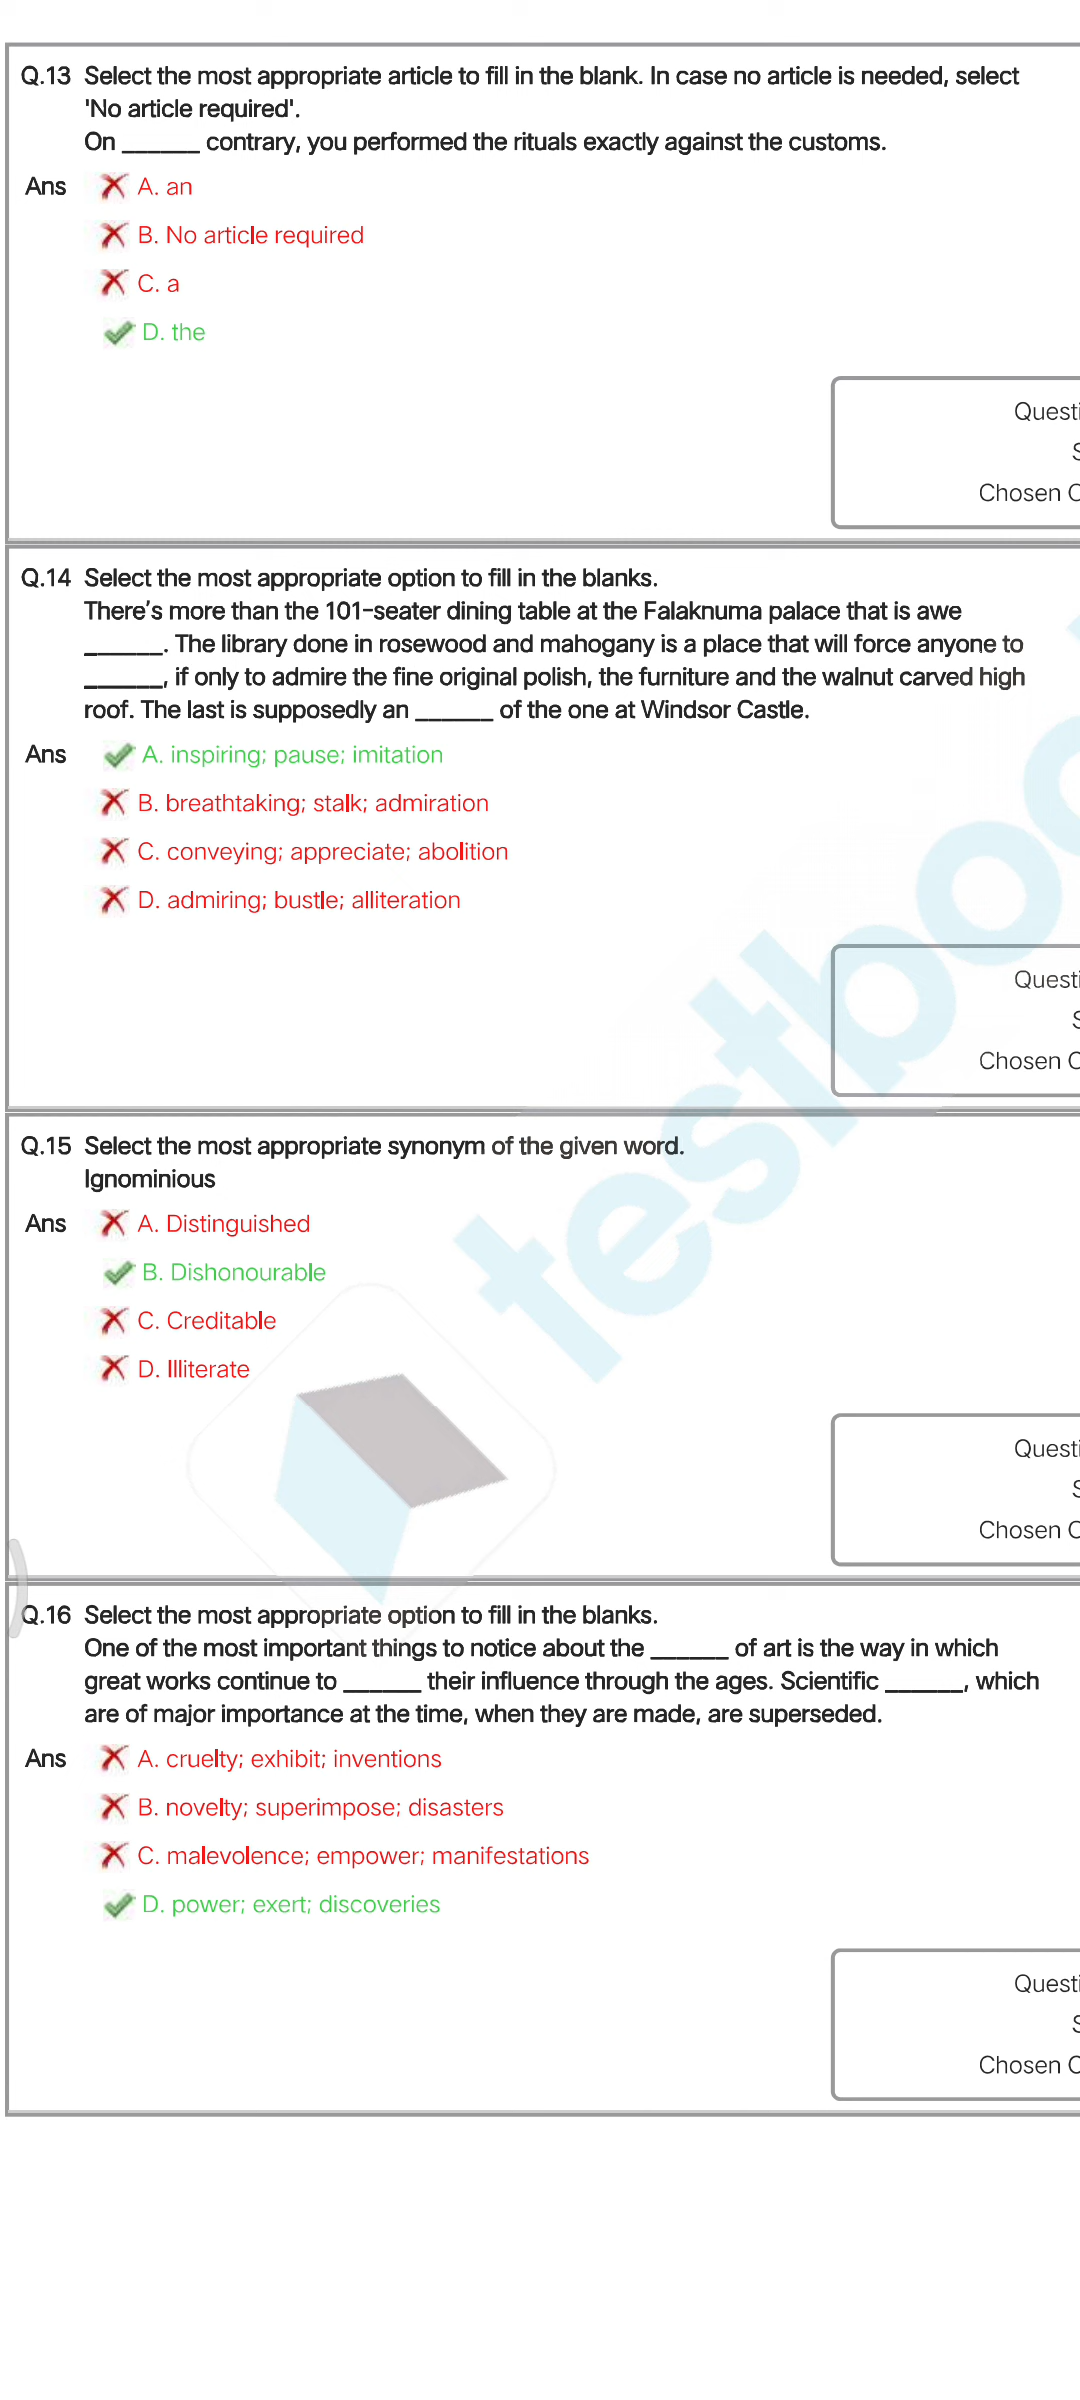 Q.13 Select the most appropriate article to fill in the blank. In case no article is needed, select
'No article required'.
On ______ contrary, you performed the rituals exactly against the customs.
Ans A. an
B. No article required
C. a
D. the
Questi
S
Chosen O
Q.14 Select the most appropriate option to fill in the blanks.
There's more than the 101-seater dining table at the Falaknuma palace that is awe
______. The library done in rosewood and mahogany is a place that will force anyone to
______, if only to admire the fine original polish, the furniture and the walnut carved high
roof. The last is supposedly an ______ of the one at Windsor Castle.
Ans A. inspiring; pause; imitation
B. breathtaking; stalk; admiration
C. conveying; appreciate; abolition
D. admiring; bustle; alliteration
Questi
S
Chosen O
Q.15 Select the most appropriate synonym of the given word.
Ignominious
Ans A. Distinguished
B. Dishonourable
C. Creditable
D. Illiterate
Questi
S
Chosen O
Q.16 Select the most appropriate option to fill in the blanks.
One of the most important things to notice about the ______ of art is the way in which
great works continue to ______ their influence through the ages. Scientific ______, which
are of major importance at the time, when they are made, are superseded.
Ans A. cruelty; exhibit; inventions
B. novelty; superimpose; disasters
C. malevolence; empower; manifestations
D. power; exert; discoveries
Questi
S
Chosen O
testboo